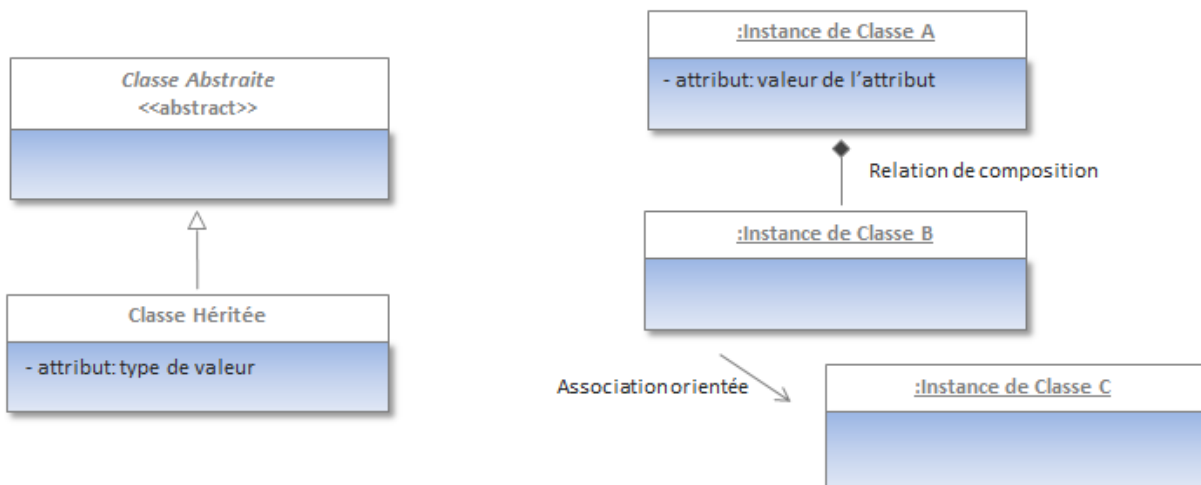 Classe Abstraite
<<abstract>>
Classe Héritée
- attribut: type de valeur
:Instance de Classe A
- attribut: valeur de l’attribut
Relation de composition
:Instance de Classe B
Association orientée
:Instance de Classe C